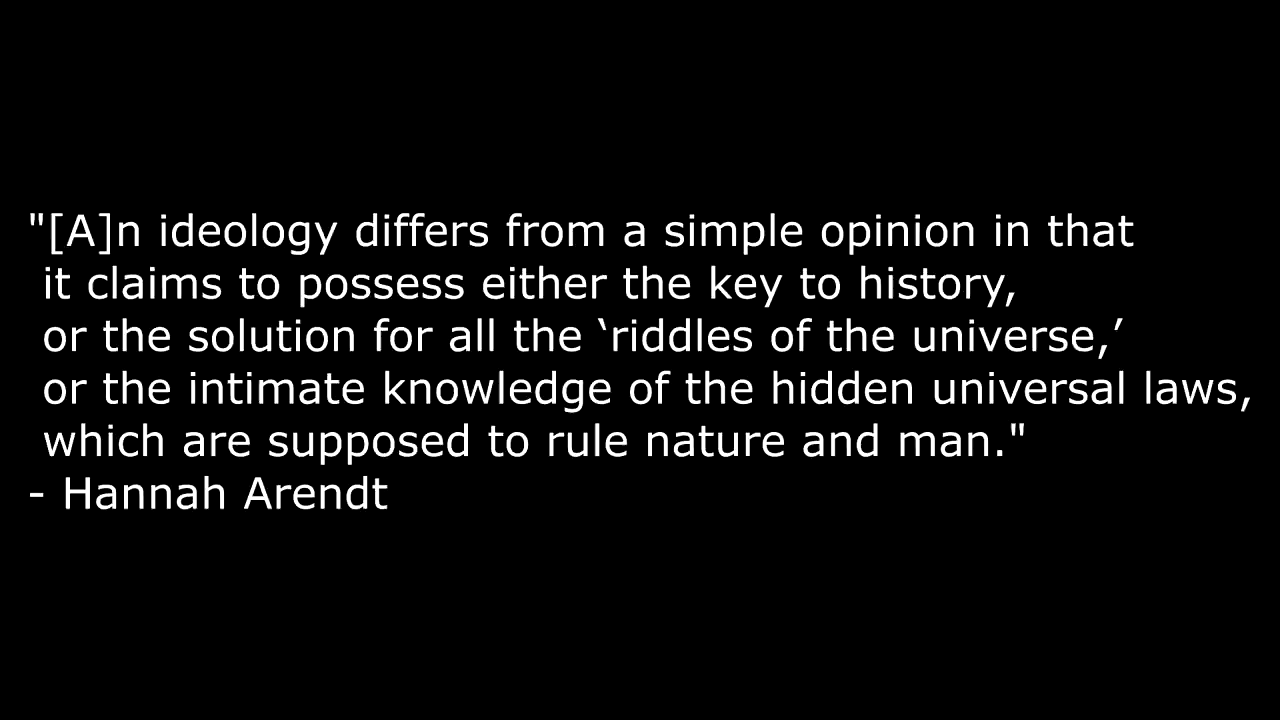 "[A]n ideology differs from a simple opinion in that
it claims to possess either the key to history,
or the solution for all the ‘riddles of the universe,’
or the intimate knowledge of the hidden universal laws,
which are supposed to rule nature and man."
- Hannah Arendt